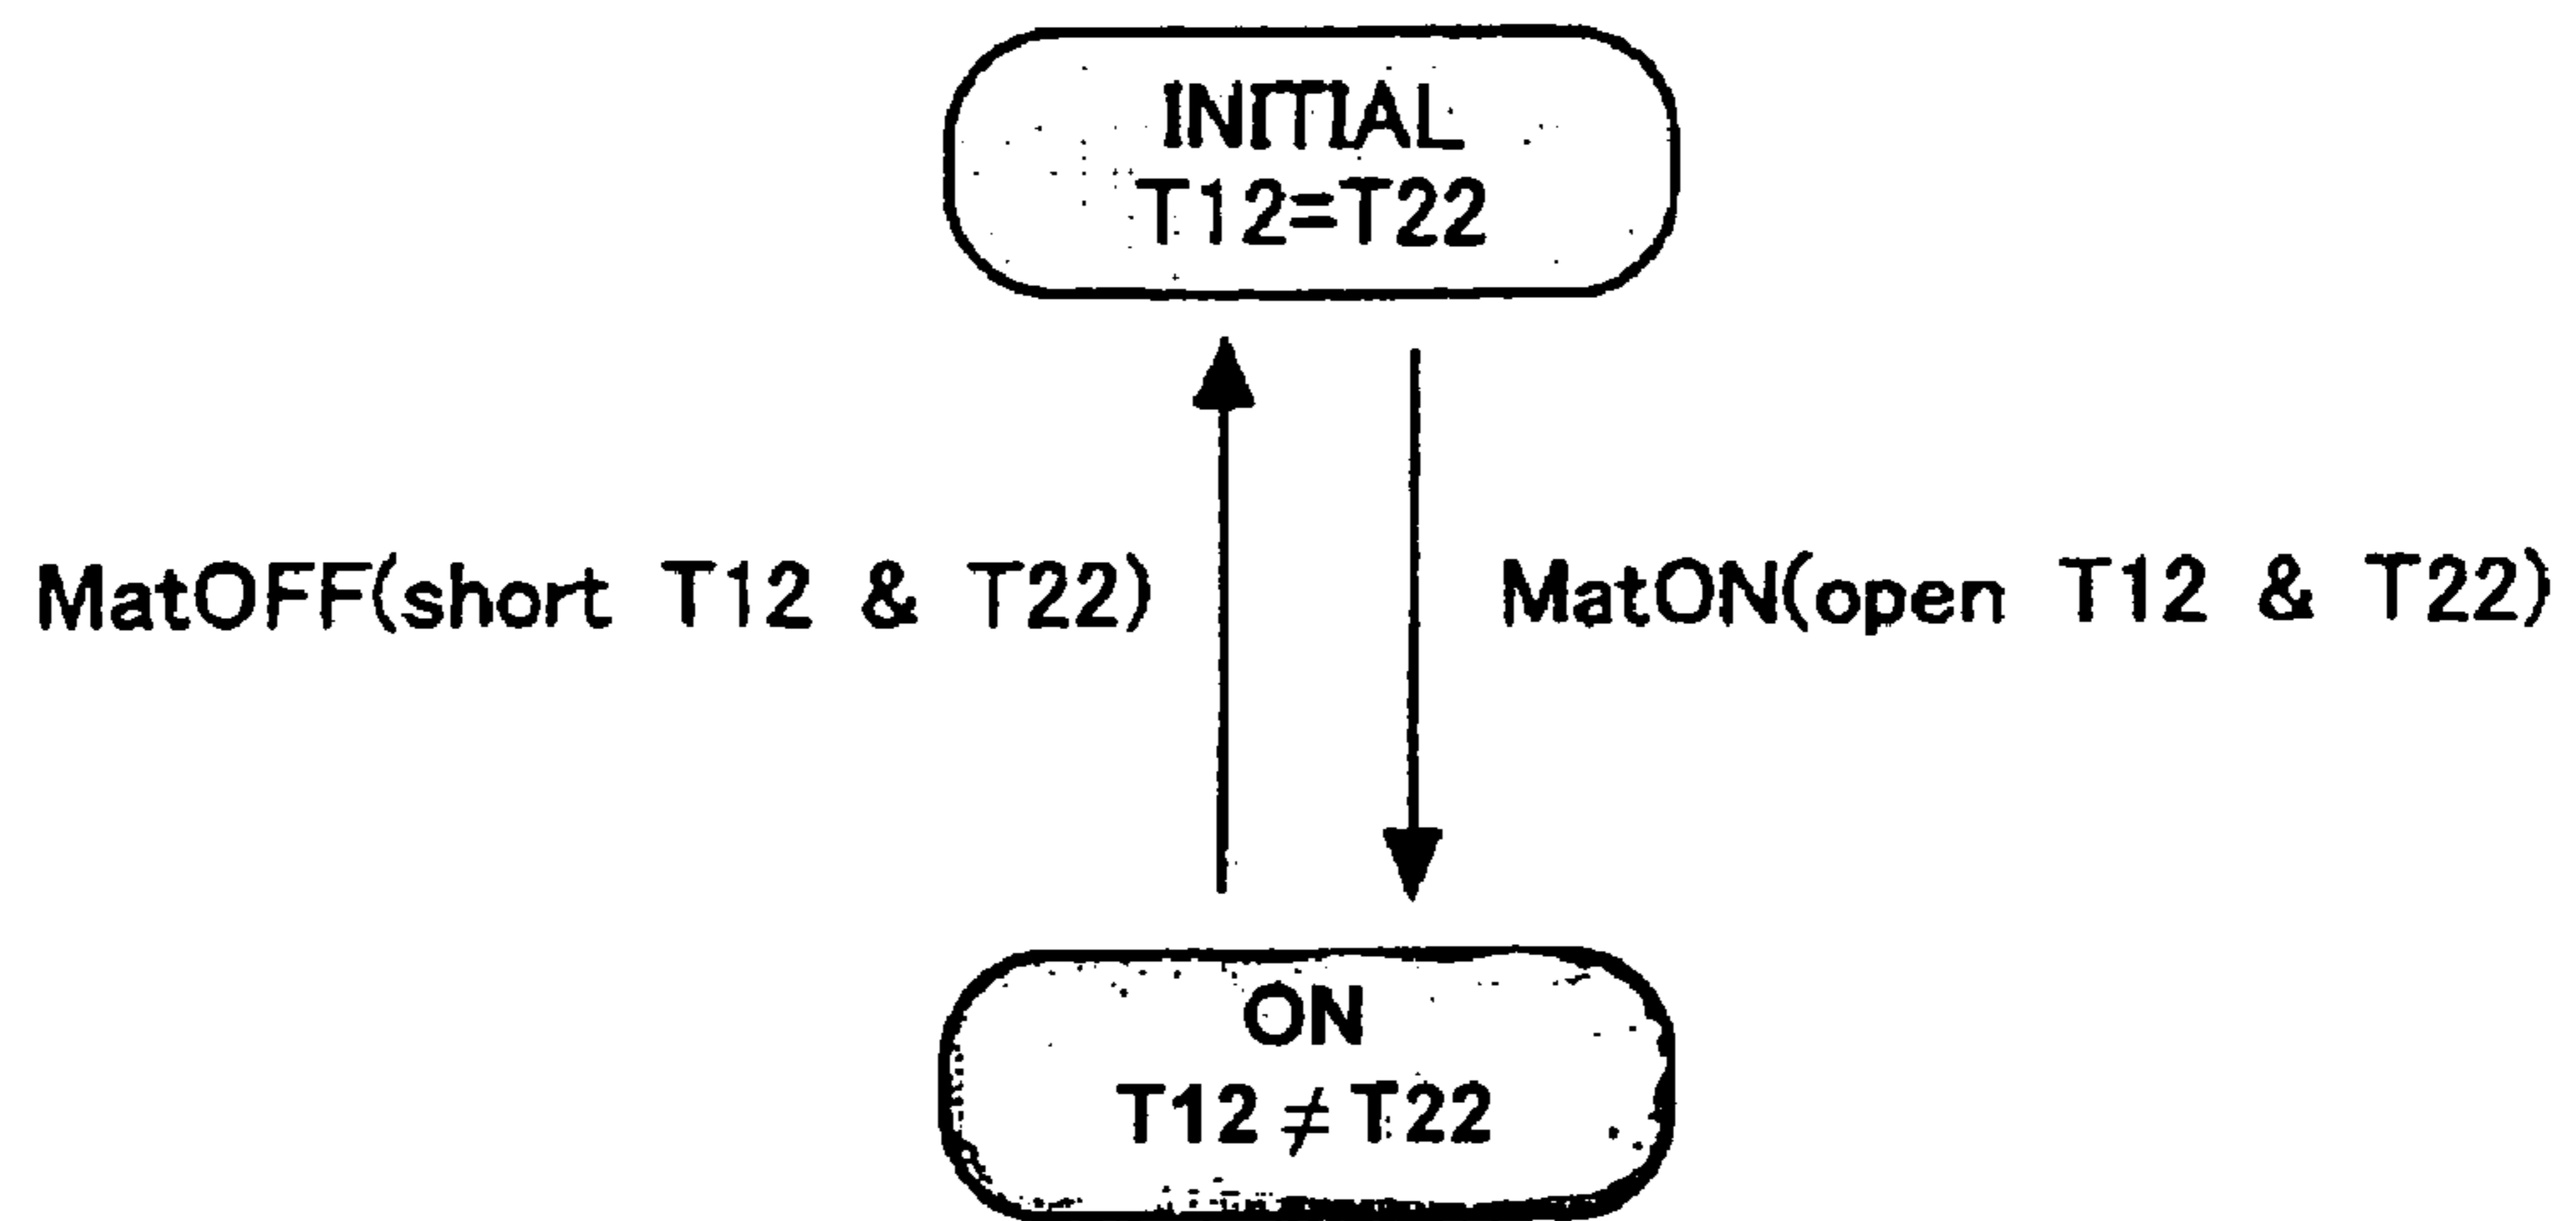 INITIAL
T12=T22
MatOFF(short T12 & T22)
MatON(open T12 & T22)
ON
T12 ≠ T22